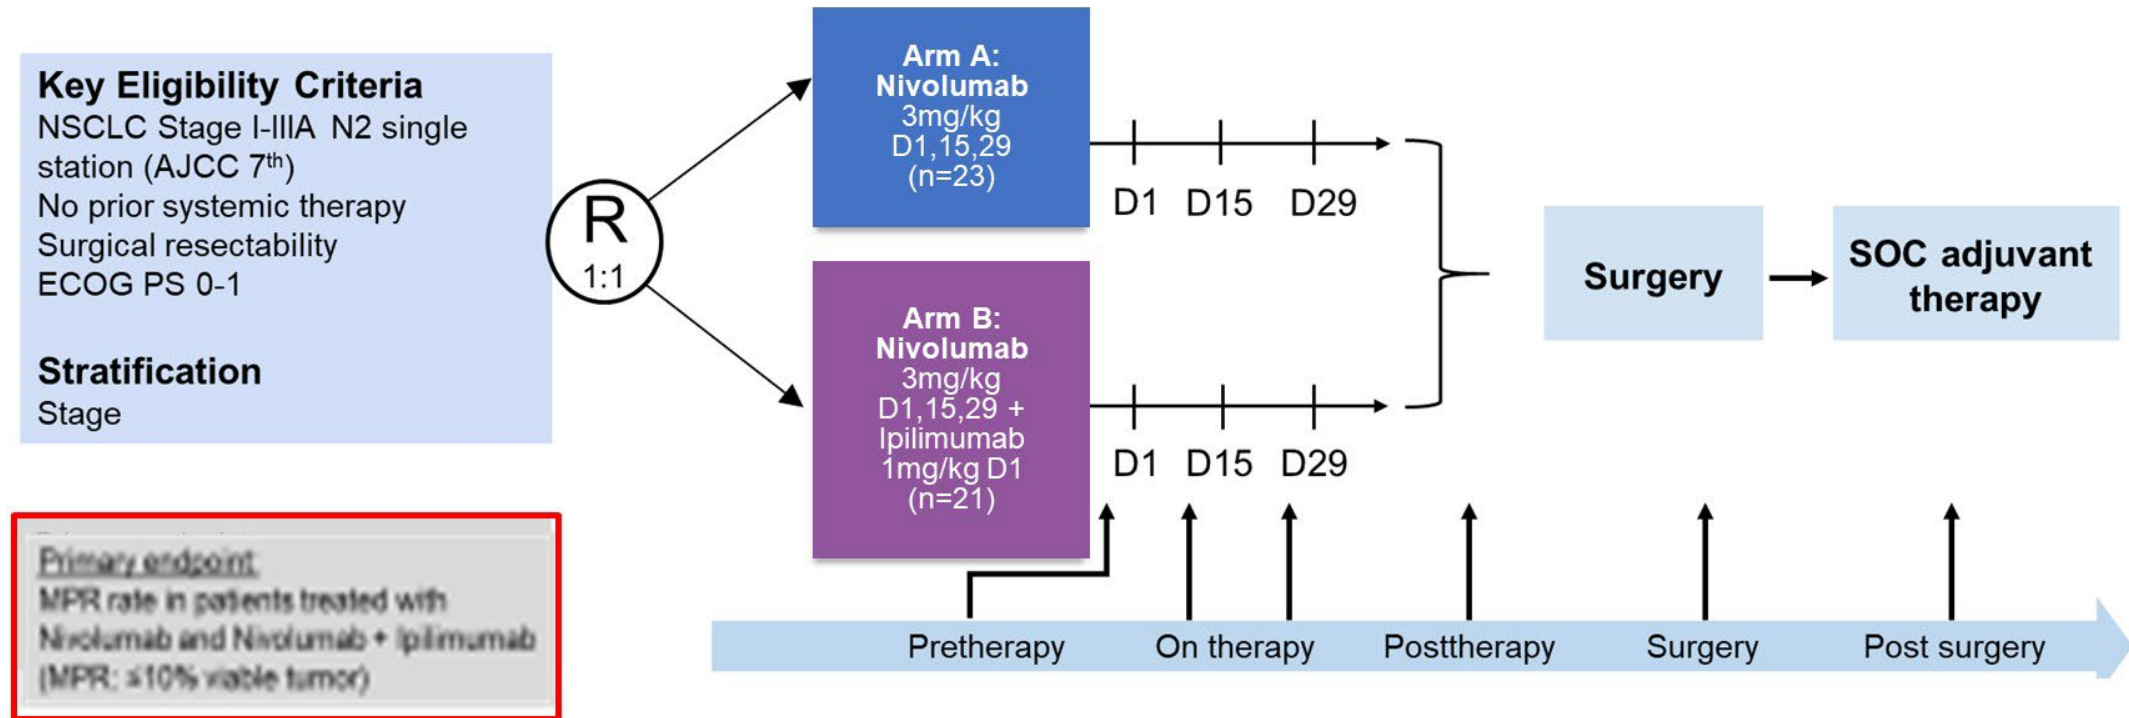 Key Eligibility Criteria
NSCLC Stage I-IIIA N2 single
station (AJCC 7th)
No prior systemic therapy
Surgical resectability
ECOG PS 0-1
Stratification
Stage
R
1:1
Arm A:
Nivolumab
3mg/kg
D1,15,29
(n=23)
D1 D15 D29
Arm B:
Nivolumab
3mg/kg
D1,15,29 +
Ipilimumab
1mg/kg D1
(n=21)
D1 D15 D29
Surgery
SOC adjuvant
therapy
Primary endpoint:
MPR rate in patients treated with
Nivolumab and Nivolumab + Ipilimumab
(MPR: ≤10% viable tumor)
Pretherapy On therapy Posttherapy Surgery Post surgery